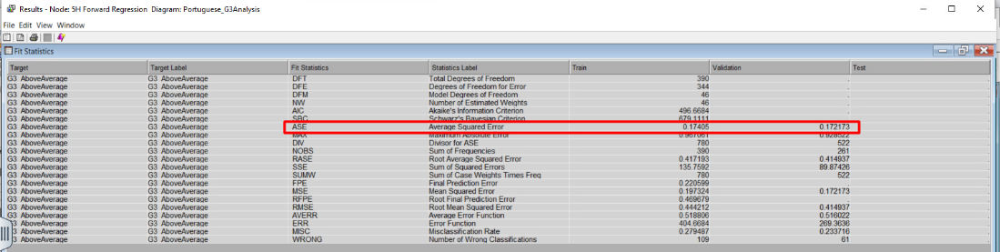 Results - Node: 5H Forward Regression Diagram: Portuguese_G3Analysis
File Edit View Window
Fit Statistics
Target Target Label Fit Statistics Statistics Label Train Validation Test
G3_AboveAverage G3_AboveAverage DFT Total Degrees of Freedom 390 .
G3_AboveAverage G3_AboveAverage DFE Degrees of Freedom for Error 344 .
G3_AboveAverage G3_AboveAverage DFM Model Degrees of Freedom 46 .
G3_AboveAverage G3_AboveAverage NW Number of Estimated Weights 46 .
G3_AboveAverage G3_AboveAverage AIC Akaike's Information Criterion 496.6684 .
G3_AboveAverage G3_AboveAverage SBC Schwarz's Bayesian Criterion 679.1111 .
G3_AboveAverage G3_AboveAverage ASE Average Squared Error 0.17405 0.172173
G3_AboveAverage G3_AboveAverage MAX Maximum Absolute Error 0.967061 0.928522
G3_AboveAverage G3_AboveAverage DIV Divisor for ASE 780 522
G3_AboveAverage G3_AboveAverage NOBS Sum of Frequencies 390 261
G3_AboveAverage G3_AboveAverage RASE Root Average Squared Error 0.417193 0.414937
G3_AboveAverage G3_AboveAverage SSE Sum of Squared Errors 135.7592 89.87426
G3_AboveAverage G3_AboveAverage SUMW Sum of Case Weights Times Freq 780 522
G3_AboveAverage G3_AboveAverage FPE Final Prediction Error 0.220599 .
G3_AboveAverage G3_AboveAverage MSE Mean Squared Error 0.197324 0.172173
G3_AboveAverage G3_AboveAverage RFPE Root Final Prediction Error 0.469679 .
G3_AboveAverage G3_AboveAverage RMSE Root Mean Squared Error 0.444212 0.414937
G3_AboveAverage G3_AboveAverage AVERR Average Error Function 0.518806 0.516022
G3_AboveAverage G3_AboveAverage ERR Error Function 404.6684 269.3636
G3_AboveAverage G3_AboveAverage MISC Misclassification Rate 0.279487 0.233716
G3_AboveAverage G3_AboveAverage WRONG Number of Wrong Classifications 109 61